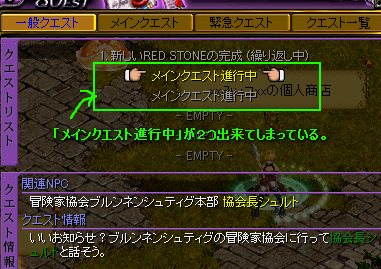 QUEST
一般クエスト メインクエスト 緊急クエスト クエスト一覧
クエストリスト
1. 新しいRED STONEの完成 (繰り返し中)
メインクエスト進行中
の個人商店
メインクエスト進行中
- EMPTY -
「メインクエスト進行中」が2つ出来てしまっている。
- EMPTY -
クエスト情報
関連NPC
冒険家協会ブルンネンシュティグ本部 協会長シュルト
クエスト情報
いいお知らせ？ブルンネンシュティグの冒険家協会に行って協会長シュルト
と話そう。